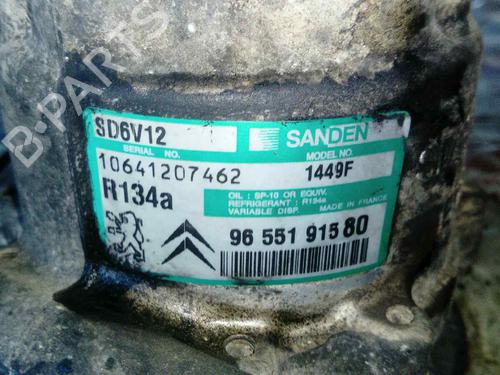 B-PARTS
SD6V12
SANDEN
SERIAL NO.
MODEL NO.
10641207462
1449F
R134a
OIL : SP-10 OR EQUIV.
REFRIGERANT : R134a
VARIABLE DISP. MADE IN FRANCE
96 551 915 80